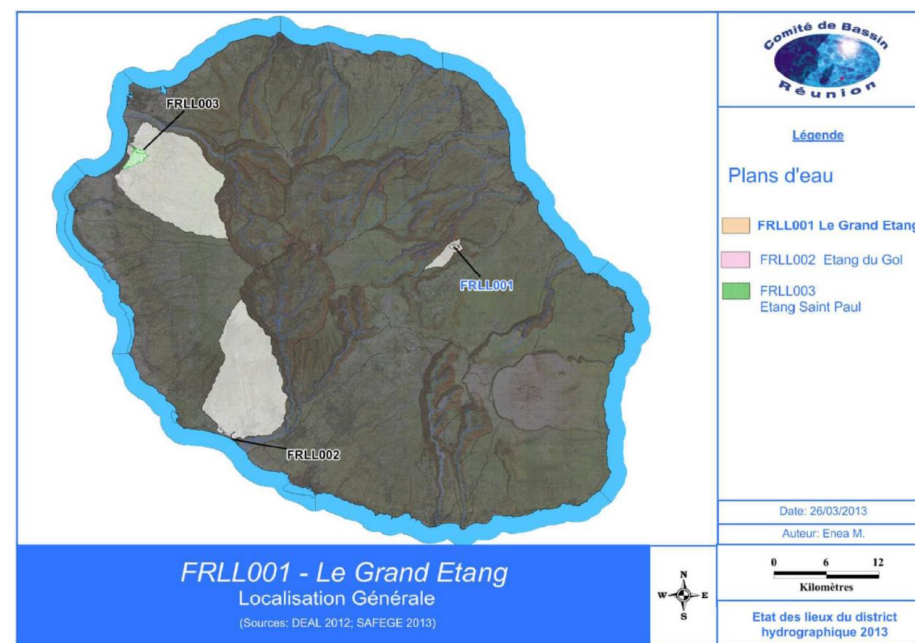 Comité de Bassin
Réunion
FRLL003
FRLL001
FRLL002
Légende
Plans d'eau
FRLL001 Le Grand Etang
FRLL002 Etang du Gol
FRLL003
Etang Saint Paul
Date: 26/03/2013
Auteur: Enea M.
FRLL001 - Le Grand Etang
Localisation Générale
(Sources: DEAL 2012; SAFEGE 2013)
N
W E
S
0 6 12
Kilomètres
Etat des lieux du district
hydrographique 2013